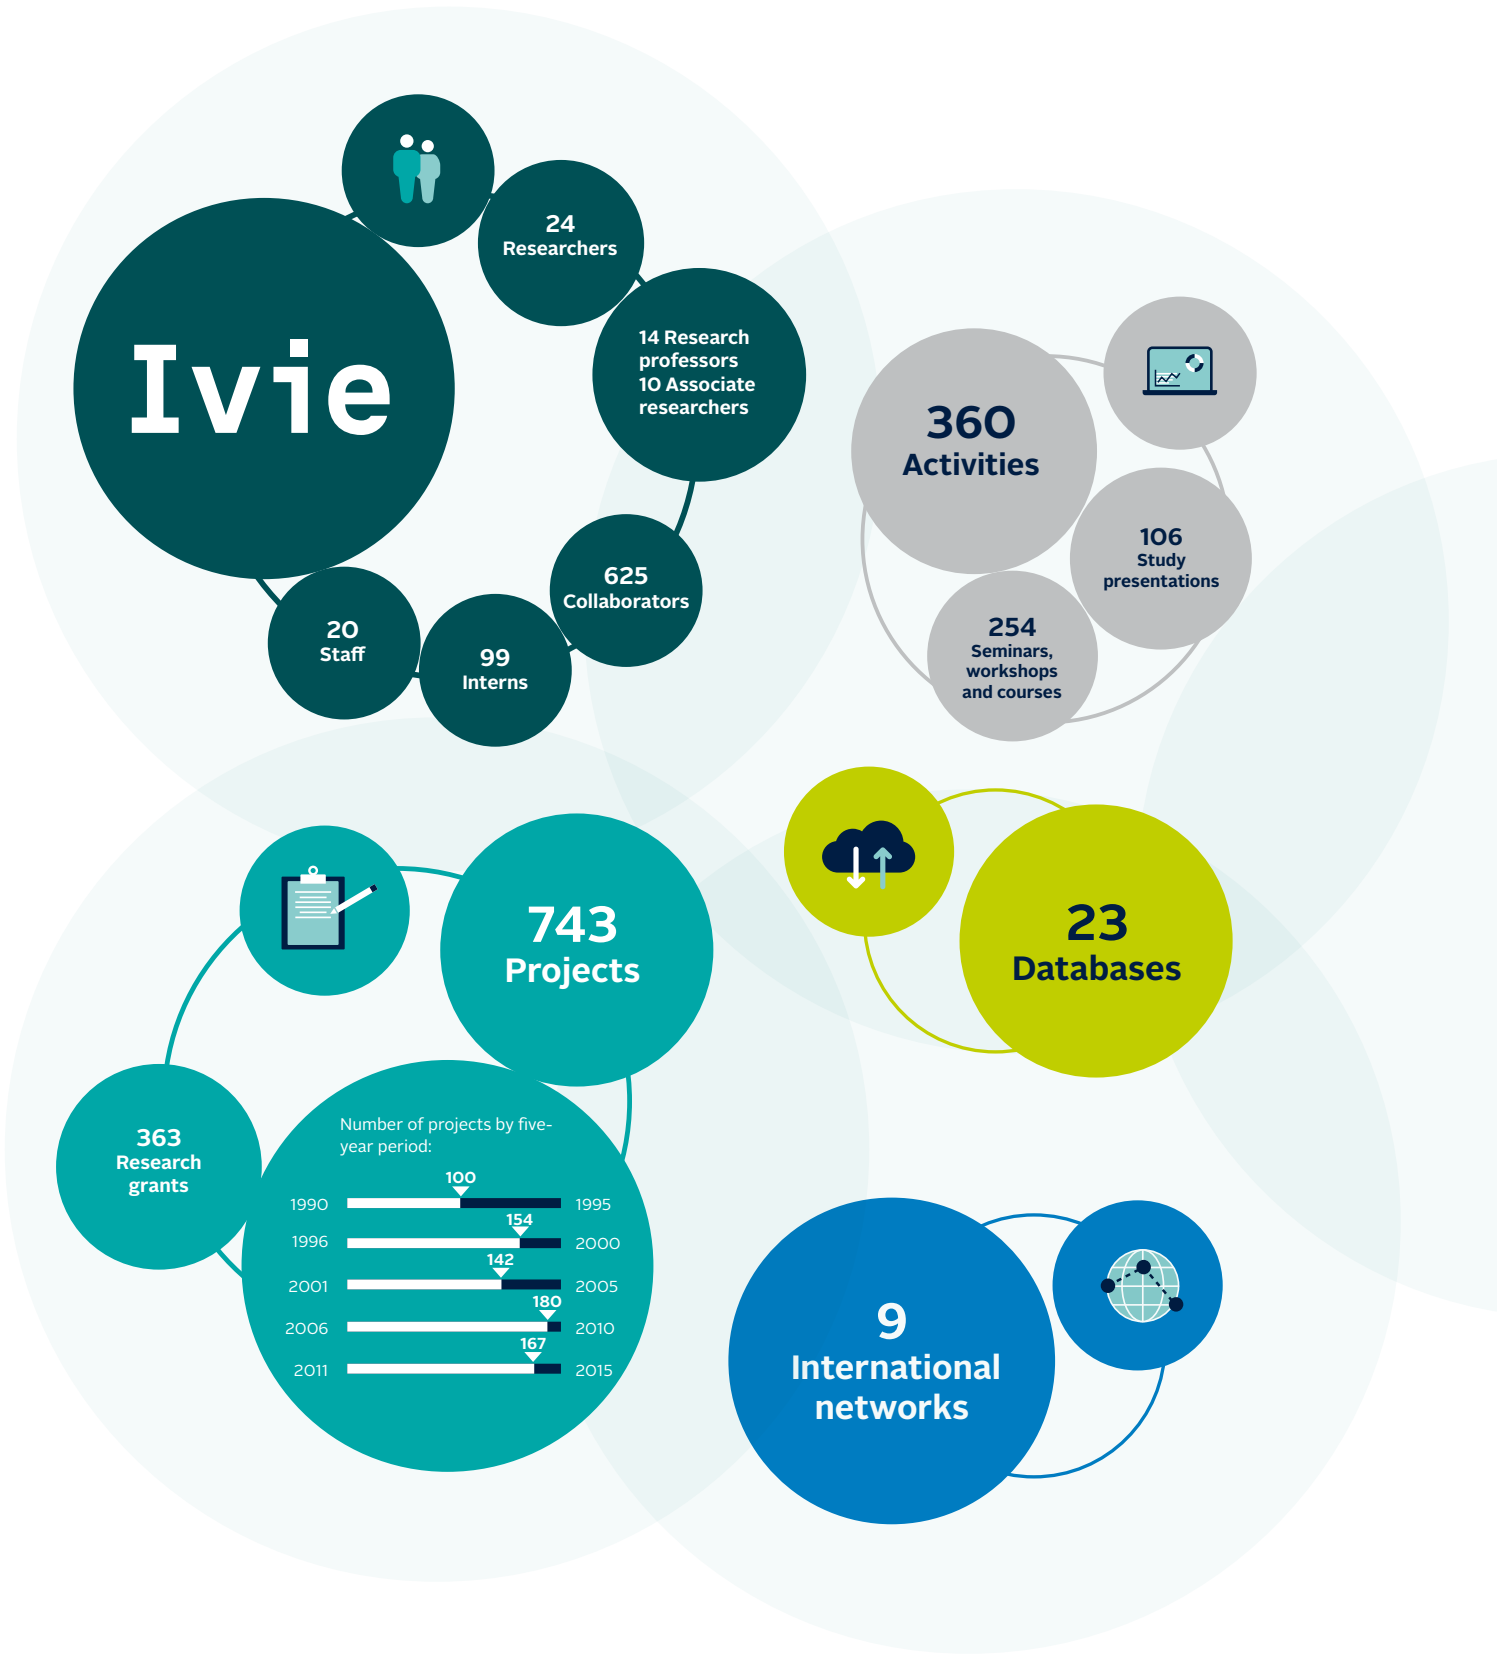 Ivie
24
Researchers
14 Research
professors
10 Associate
researchers
625
Collaborators
99
Interns
20
Staff
360
Activities
106
Study
presentations
254
Seminars,
workshops
and courses
743
Projects
363
Research
grants
Number of projects by five-
year period:
100
1990 1995
154
1996 2000
142
2001 2005
180
2006 2010
167
2011 2015
23
Databases
9
International
networks